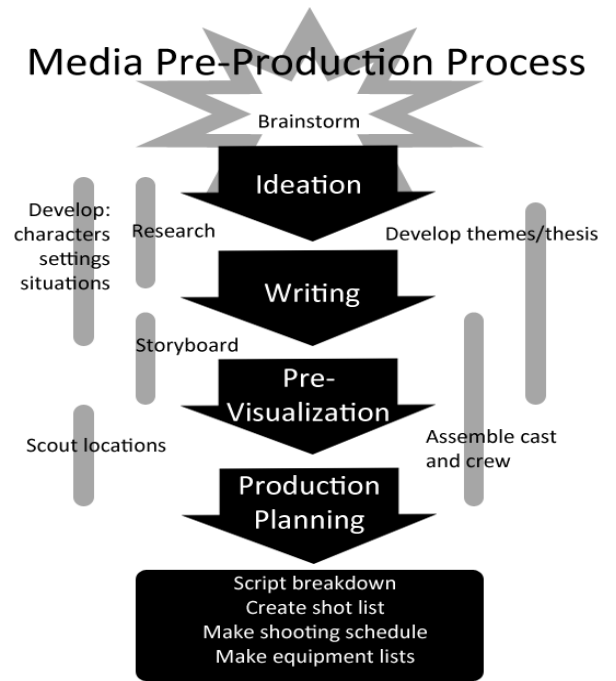 Media Pre-Production Process
Brainstorm
Ideation
Develop:
characters
settings
situations
Research
Develop themes/thesis
Writing
Storyboard
Pre-
Visualization
Scout locations
Assemble cast
and crew
Production
Planning
Script breakdown
Create shot list
Make shooting schedule
Make equipment lists